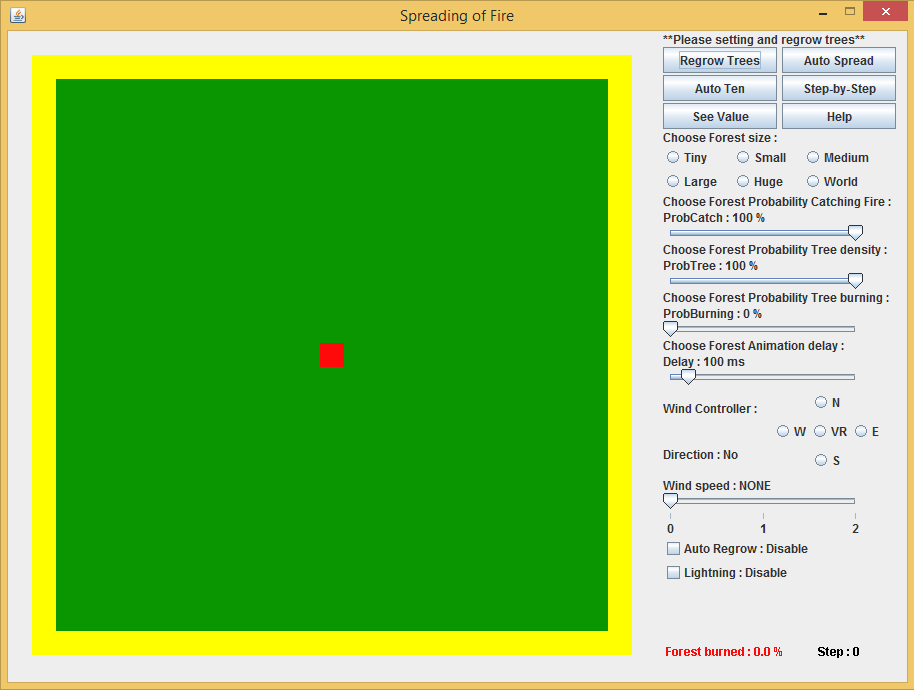 Spreading of Fire
**Please setting and regrow trees**
Regrow Trees Auto Spread
Auto Ten Step-by-Step
See Value Help
Choose Forest size :
Tiny Small Medium
Large Huge World
Choose Forest Probability Catching Fire :
ProbCatch : 100 %
Choose Forest Probability Tree density :
ProbTree : 100 %
Choose Forest Probability Tree burning :
ProbBurning : 0 %
Choose Forest Animation delay :
Delay : 100 ms
N
Wind Controller :
W VR E
Direction : No
S
Wind speed : NONE
0 1 2
Auto Regrow : Disable
Lightning : Disable
Forest burned : 0.0 % Step : 0